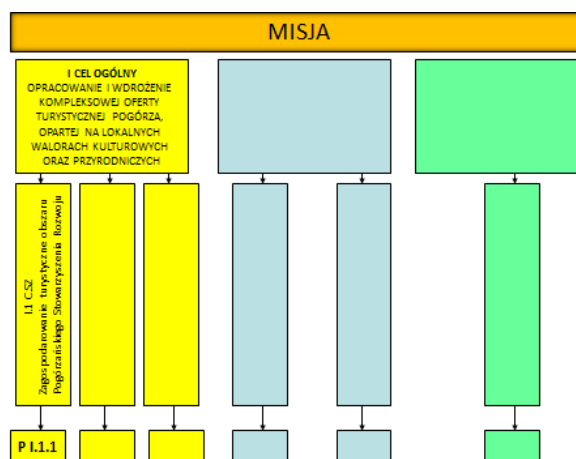 MISJA
I CEL OGÓLNY
OPRACOWANIE I WDROŻENIE
KOMPLEKSOWEJ OFERTY
TURYSTYCZNEJ POGÓRZA,
OPARTEJ NA LOKALNYCH
WALORACH KULTUROWYCH
ORAZ PRZYRODNICZYCH
I.1 C.SZ
Zagospodarowanie turystyczne obszaru
Pogórzańskiego Stowarzyszenia Rozwoju
P I.1.1